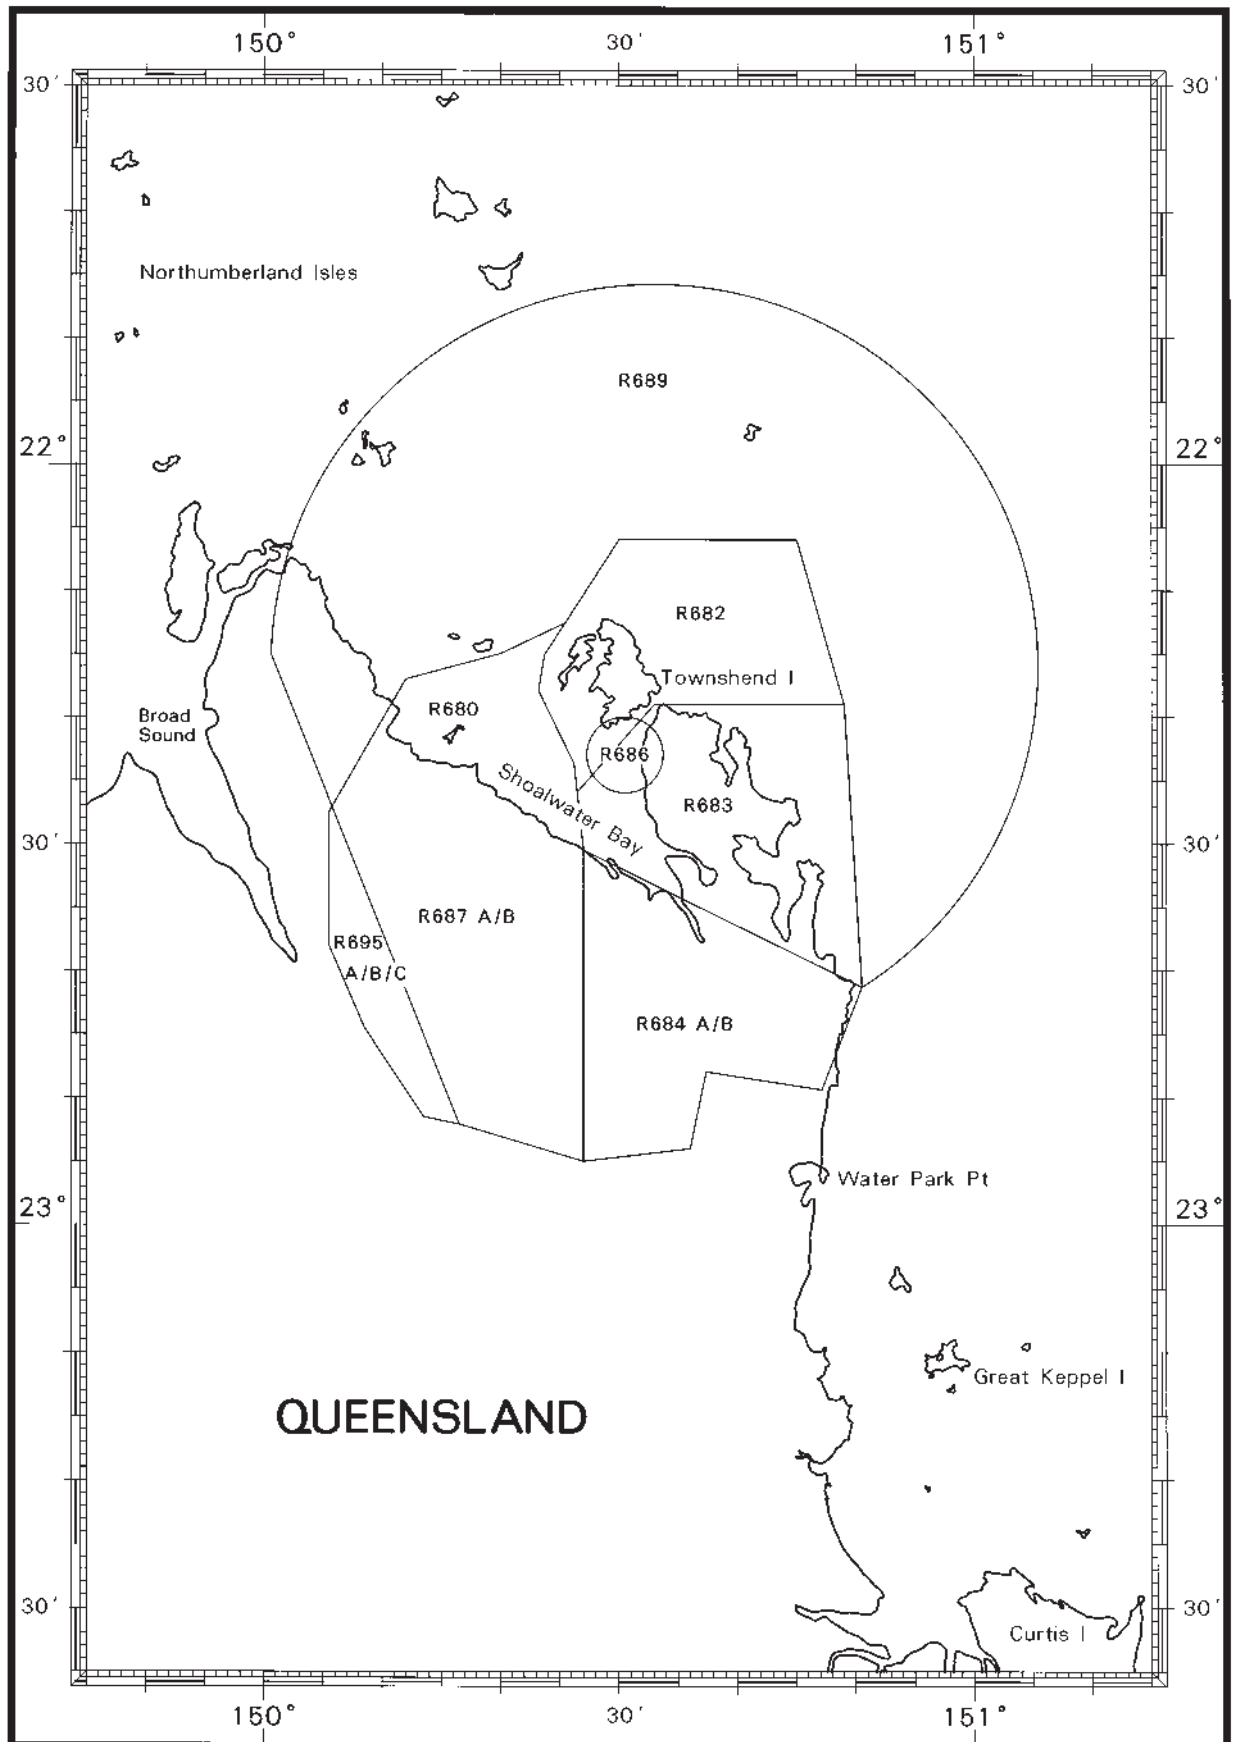 150° 30' 151°
30' 30'
Northumberland Isles
R689
22° 22°
R682
Townshend I
R680
Broad
Sound
R686
Shoalwater Bay
R683
30' 30'
R687 A/B
R695
A/B/C
R684 A/B
Water Park Pt
23° 23°
Great Keppel I
QUEENSLAND
30' 30'
Curtis I
150° 30' 151°